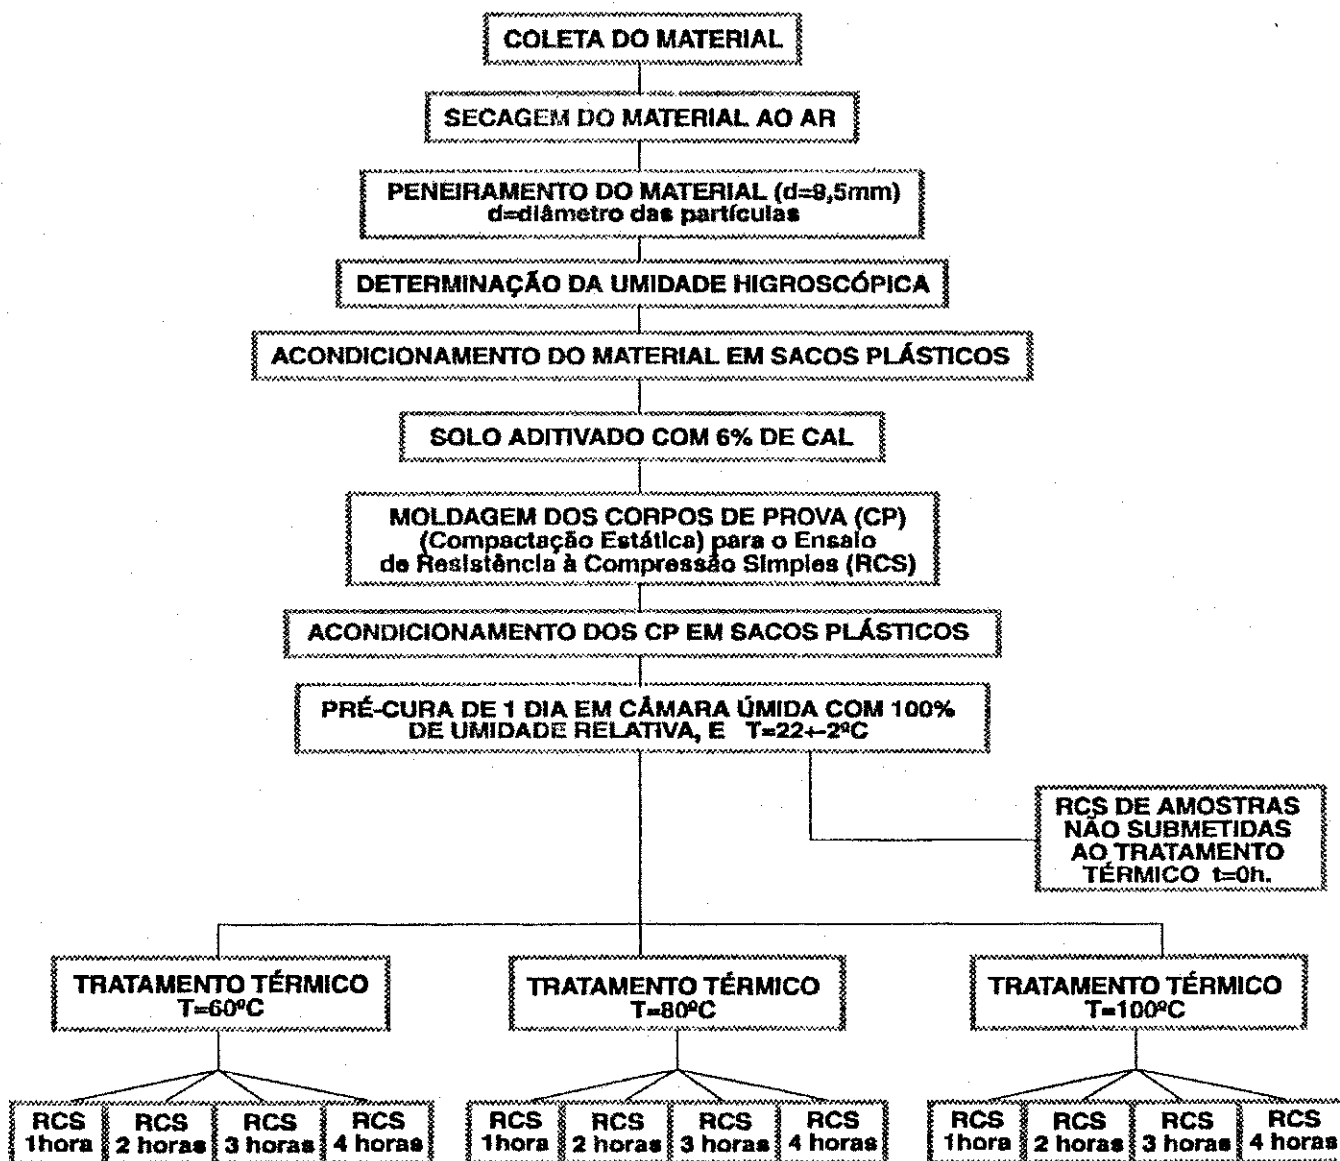 COLETA DO MATERIAL
SECAGEM DO MATERIAL AO AR
PENEIRAMENTO DO MATERIAL (d=9,5mm)
d=diâmetro das partículas
DETERMINAÇÃO DA UMIDADE HIGROSCÓPICA
ACONDICIONAMENTO DO MATERIAL EM SACOS PLÁSTICOS
SOLO ADITIVADO COM 6% DE CAL
MOLDAGEM DOS CORPOS DE PROVA (CP)
(Compactação Estática) para o Ensaio
de Resistência à Compressão Simples (RCS)
ACONDICIONAMENTO DOS CP EM SACOS PLÁSTICOS
PRÉ-CURA DE 1 DIA EM CÂMARA ÚMIDA COM 100%
DE UMIDADE RELATIVA, E T=22+-2ºC
RCS DE AMOSTRAS
NÃO SUBMETIDAS
AO TRATAMENTO
TÉRMICO t=0h.
TRATAMENTO TÉRMICO
T=60ºC
TRATAMENTO TÉRMICO
T=80ºC
TRATAMENTO TÉRMICO
T=100ºC
RCS
1hora
RCS
2 horas
RCS
3 horas
RCS
4 horas
RCS
1hora
RCS
2 horas
RCS
3 horas
RCS
4 horas
RCS
1hora
RCS
2 horas
RCS
3 horas
RCS
4 horas